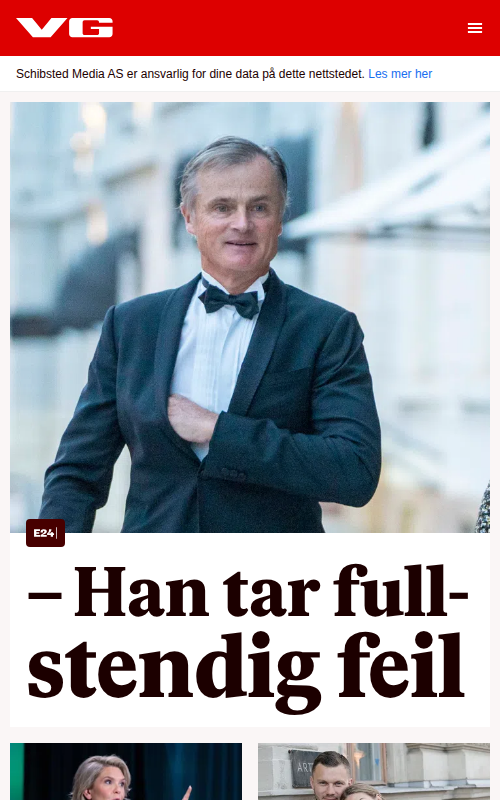 VG
Schibsted Media AS er ansvarlig for dine data på dette nettstedet. Les mer her
E24
– Han tar full-
stendig feil
ART